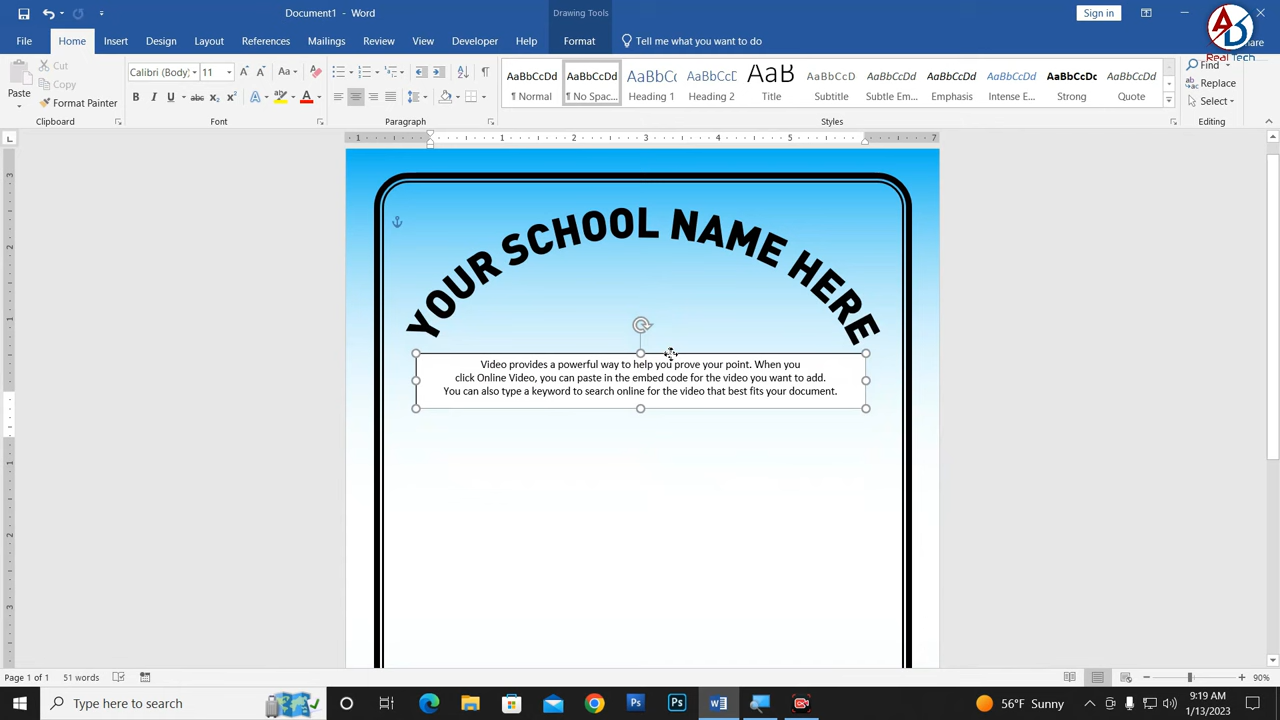 Document1 - Word
Drawing Tools
Sign in
File Home Insert Design Layout References Mailings Review View Developer Help Format Tell me what you want to do Share
Real Tech
Paste
Cut
Copy
Format Painter
Clipboard
Calibri (Body) 11
Font
Paragraph
AaBbCcDd AaBbCcDd AaBbCc AaBbCcD AaB AaBbCcD AaBbCcDd AaBbCcDd AaBbCcDd AaBbCcDc AaBbCcDd
¶ Normal ¶ No Spac... Heading 1 Heading 2 Title Subtitle Subtle Em... Emphasis Intense E... Strong Quote
Styles
Find
Replace
Select
Editing
YOUR SCHOOL NAME HERE
Video provides a powerful way to help you prove your point. When you
click Online Video, you can paste in the embed code for the video you want to add.
You can also type a keyword to search online for the video that best fits your document.
Page 1 of 1 51 words 90%
Type here to search
56°F Sunny
9:19 AM
1/13/2023